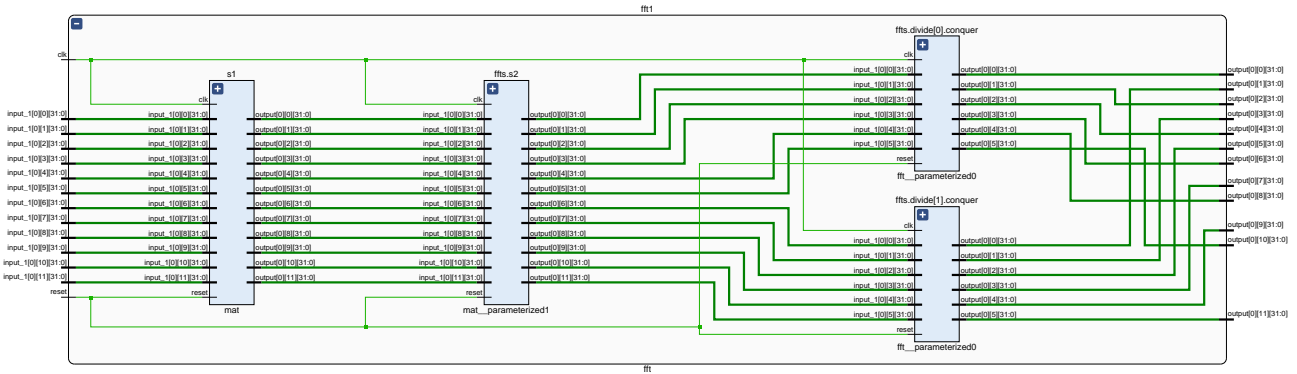 fft1
clk
input_1[0][0][31:0]
input_1[0][1][31:0]
input_1[0][2][31:0]
input_1[0][3][31:0]
input_1[0][4][31:0]
input_1[0][5][31:0]
input_1[0][6][31:0]
input_1[0][7][31:0]
input_1[0][8][31:0]
input_1[0][9][31:0]
input_1[0][10][31:0]
input_1[0][11][31:0]
reset
s1
clk
input_1[0][0][31:0] output[0][0][31:0]
input_1[0][1][31:0] output[0][1][31:0]
input_1[0][2][31:0] output[0][2][31:0]
input_1[0][3][31:0] output[0][3][31:0]
input_1[0][4][31:0] output[0][4][31:0]
input_1[0][5][31:0] output[0][5][31:0]
input_1[0][6][31:0] output[0][6][31:0]
input_1[0][7][31:0] output[0][7][31:0]
input_1[0][8][31:0] output[0][8][31:0]
input_1[0][9][31:0] output[0][9][31:0]
input_1[0][10][31:0] output[0][10][31:0]
input_1[0][11][31:0] output[0][11][31:0]
reset
mat
ffts.s2
clk
input_1[0][0][31:0] output[0][0][31:0]
input_1[0][1][31:0] output[0][1][31:0]
input_1[0][2][31:0] output[0][2][31:0]
input_1[0][3][31:0] output[0][3][31:0]
input_1[0][4][31:0] output[0][4][31:0]
input_1[0][5][31:0] output[0][5][31:0]
input_1[0][6][31:0] output[0][6][31:0]
input_1[0][7][31:0] output[0][7][31:0]
input_1[0][8][31:0] output[0][8][31:0]
input_1[0][9][31:0] output[0][9][31:0]
input_1[0][10][31:0] output[0][10][31:0]
input_1[0][11][31:0] output[0][11][31:0]
reset
mat__parameterized1
ffts.divide[0].conquer
clk
input_1[0][0][31:0] output[0][0][31:0]
input_1[0][1][31:0] output[0][1][31:0]
input_1[0][2][31:0] output[0][2][31:0]
input_1[0][3][31:0] output[0][3][31:0]
input_1[0][4][31:0] output[0][4][31:0]
input_1[0][5][31:0] output[0][5][31:0]
reset
fft__parameterized0
ffts.divide[1].conquer
clk
input_1[0][0][31:0] output[0][0][31:0]
input_1[0][1][31:0] output[0][1][31:0]
input_1[0][2][31:0] output[0][2][31:0]
input_1[0][3][31:0] output[0][3][31:0]
input_1[0][4][31:0] output[0][4][31:0]
input_1[0][5][31:0] output[0][5][31:0]
reset
fft__parameterized0
output[0][0][31:0]
output[0][1][31:0]
output[0][2][31:0]
output[0][3][31:0]
output[0][4][31:0]
output[0][5][31:0]
output[0][6][31:0]
output[0][7][31:0]
output[0][8][31:0]
output[0][9][31:0]
output[0][10][31:0]
output[0][11][31:0]
fft